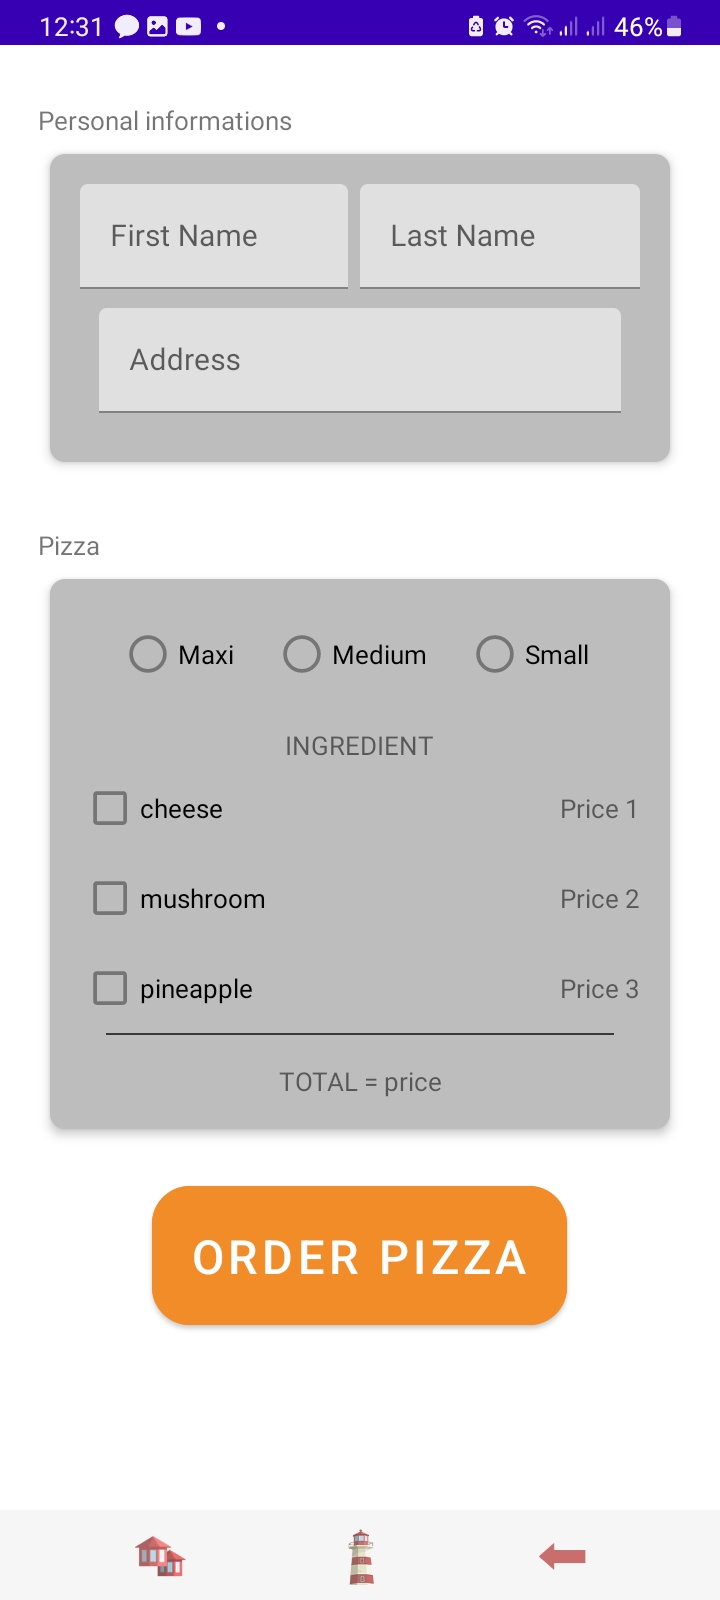 12:31 46%
Personal informations
First Name Last Name
Address
Pizza
Maxi Medium Small
INGREDIENT
cheese Price 1
mushroom Price 2
pineapple Price 3
TOTAL = price
ORDER PIZZA